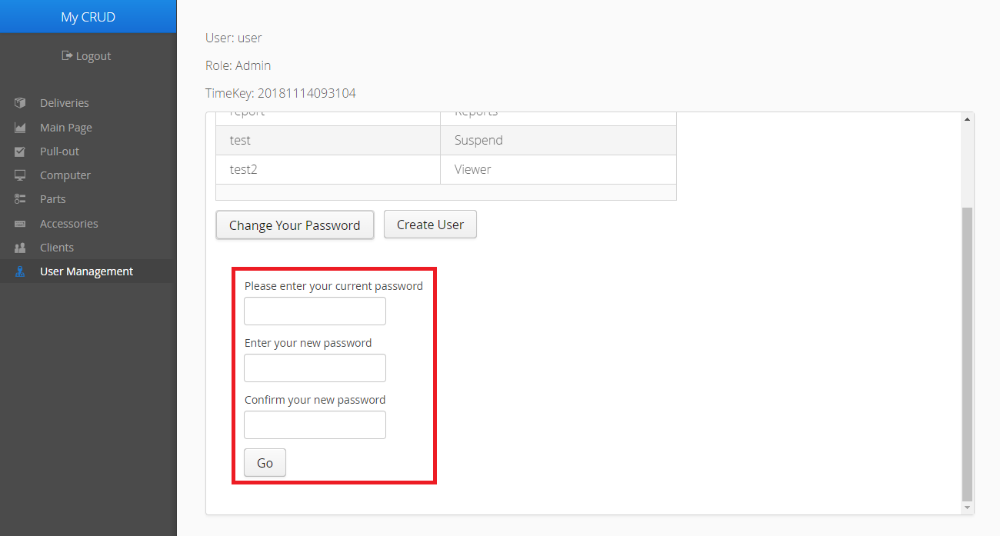 My CRUD
Logout
Deliveries
Main Page
Pull-out
Computer
Parts
Accessories
Clients
User Management
User: user
Role: Admin
TimeKey: 20181114093104
report Reports
test Suspend
test2 Viewer
Change Your Password Create User
Please enter your current password
Enter your new password
Confirm your new password
Go